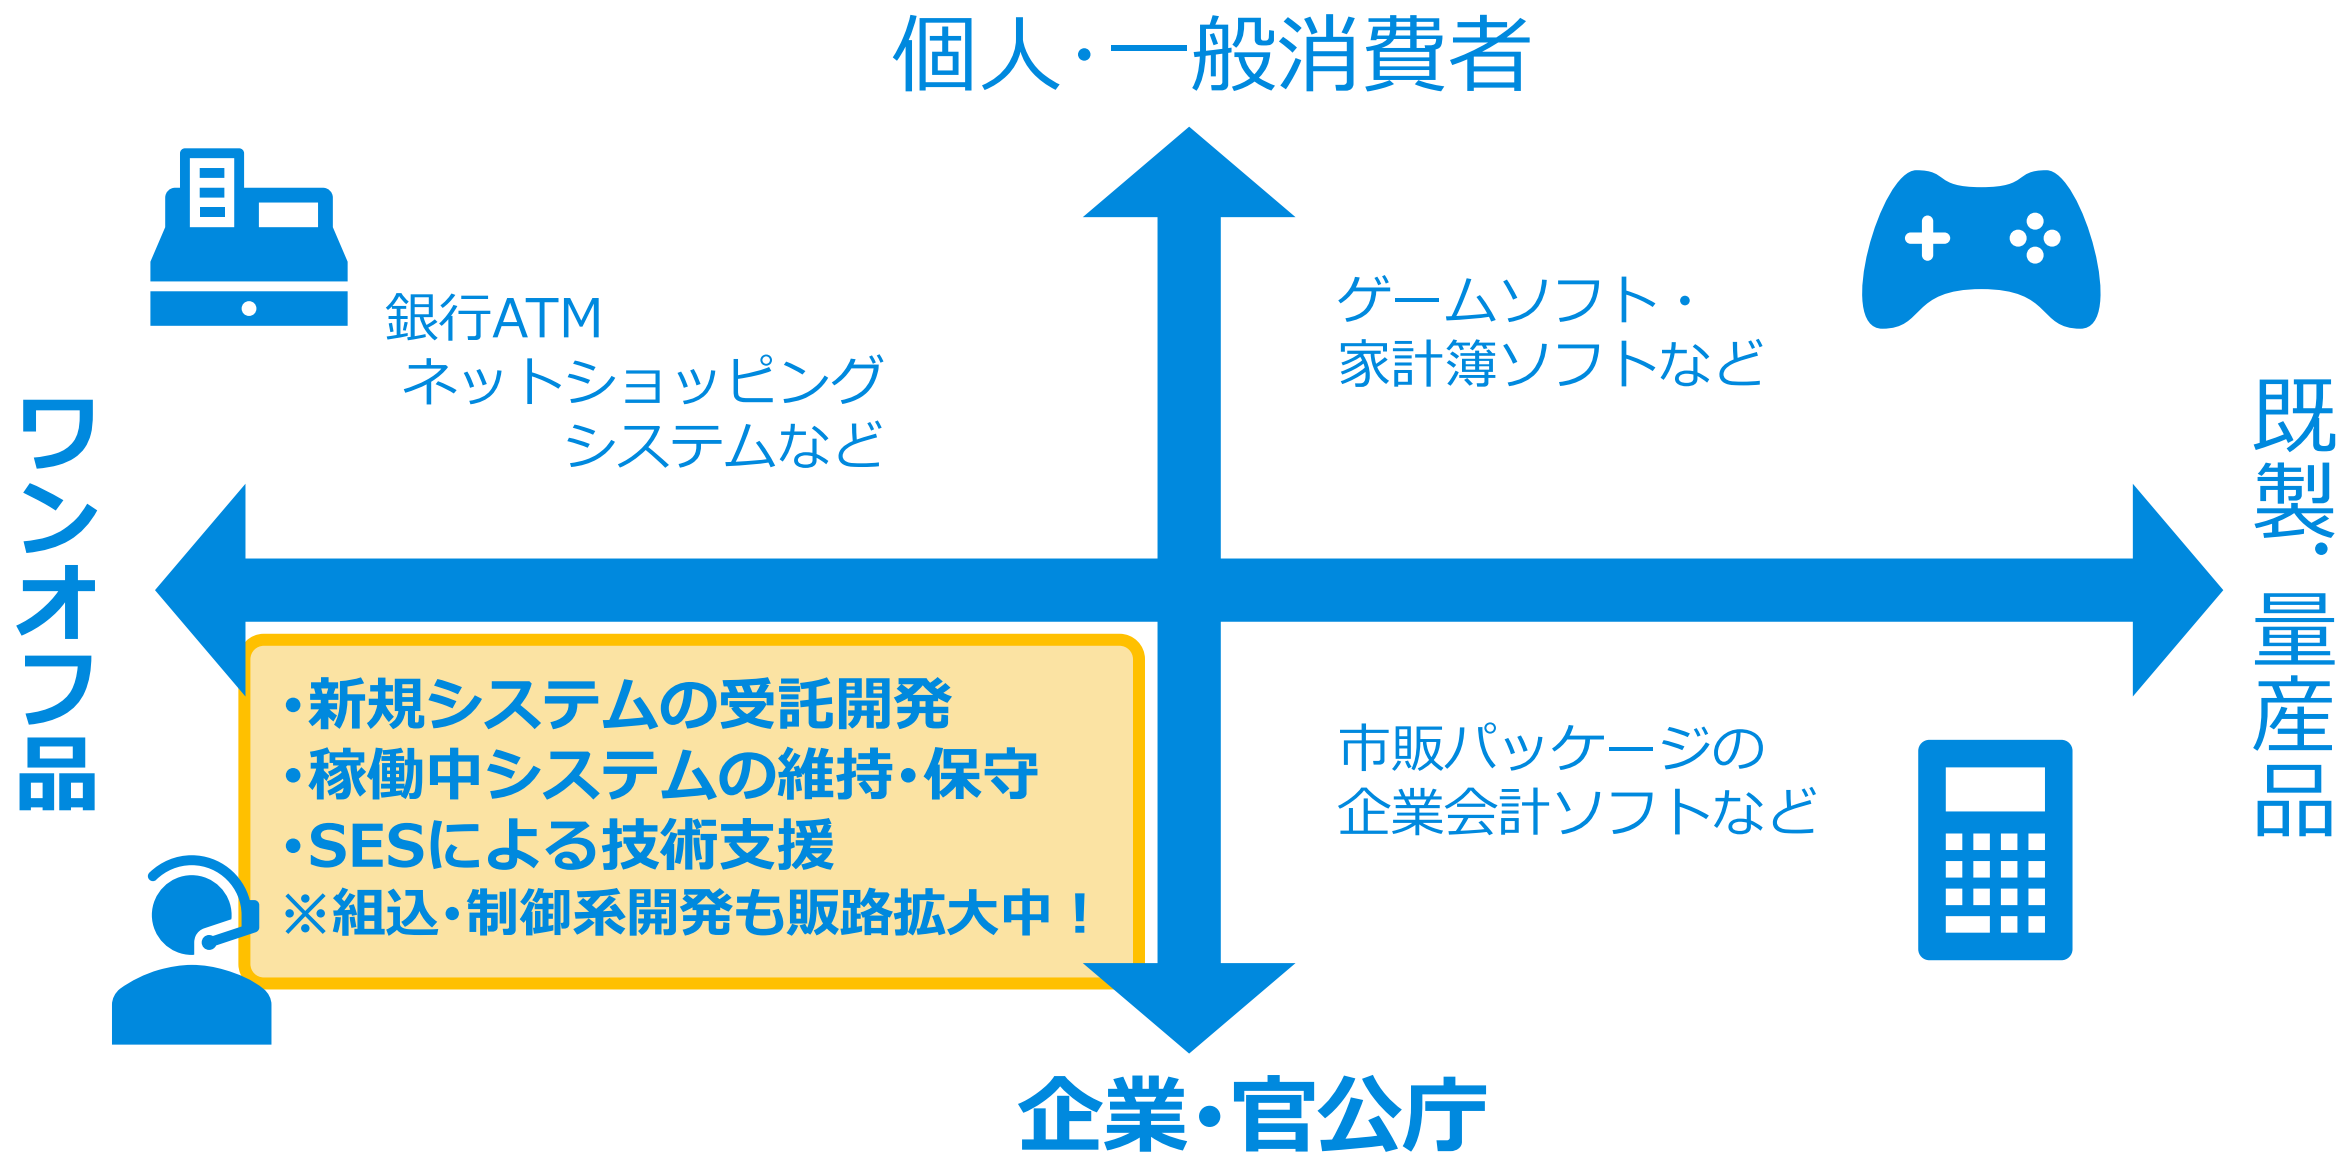 個人・一般消費者
銀行ATM
ネットショッピング
システムなど
ゲームソフト・
家計簿ソフトなど
ワンオフ品
既製・量産品
・新規システムの受託開発
・稼働中システムの維持・保守
・SESによる技術支援
※組込・制御系開発も販路拡大中！
市販パッケージの
企業会計ソフトなど
企業・官公庁